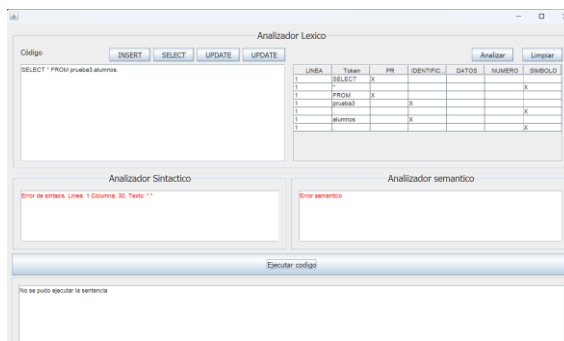 Analizador Lexico
Código INSERT SELECT UPDATE UPDATE Analizar Limpiar
SELECT * FROM prueba3.alumnos.
LINEA Token PR IDENTIFIC... DATOS NUMERO SIMBOLO
1 SELECT X
1 * X
1 FROM X
1 prueba3 X
1 . X
1 alumnos X
1 . X
Analizador Sintactico
Analiizador semantico
Error de sintaxis. Linea: 1 Columna: 30, Texto: "."
Error semantico
Ejecutar codigo
No se pudo ejecutar la sentencia